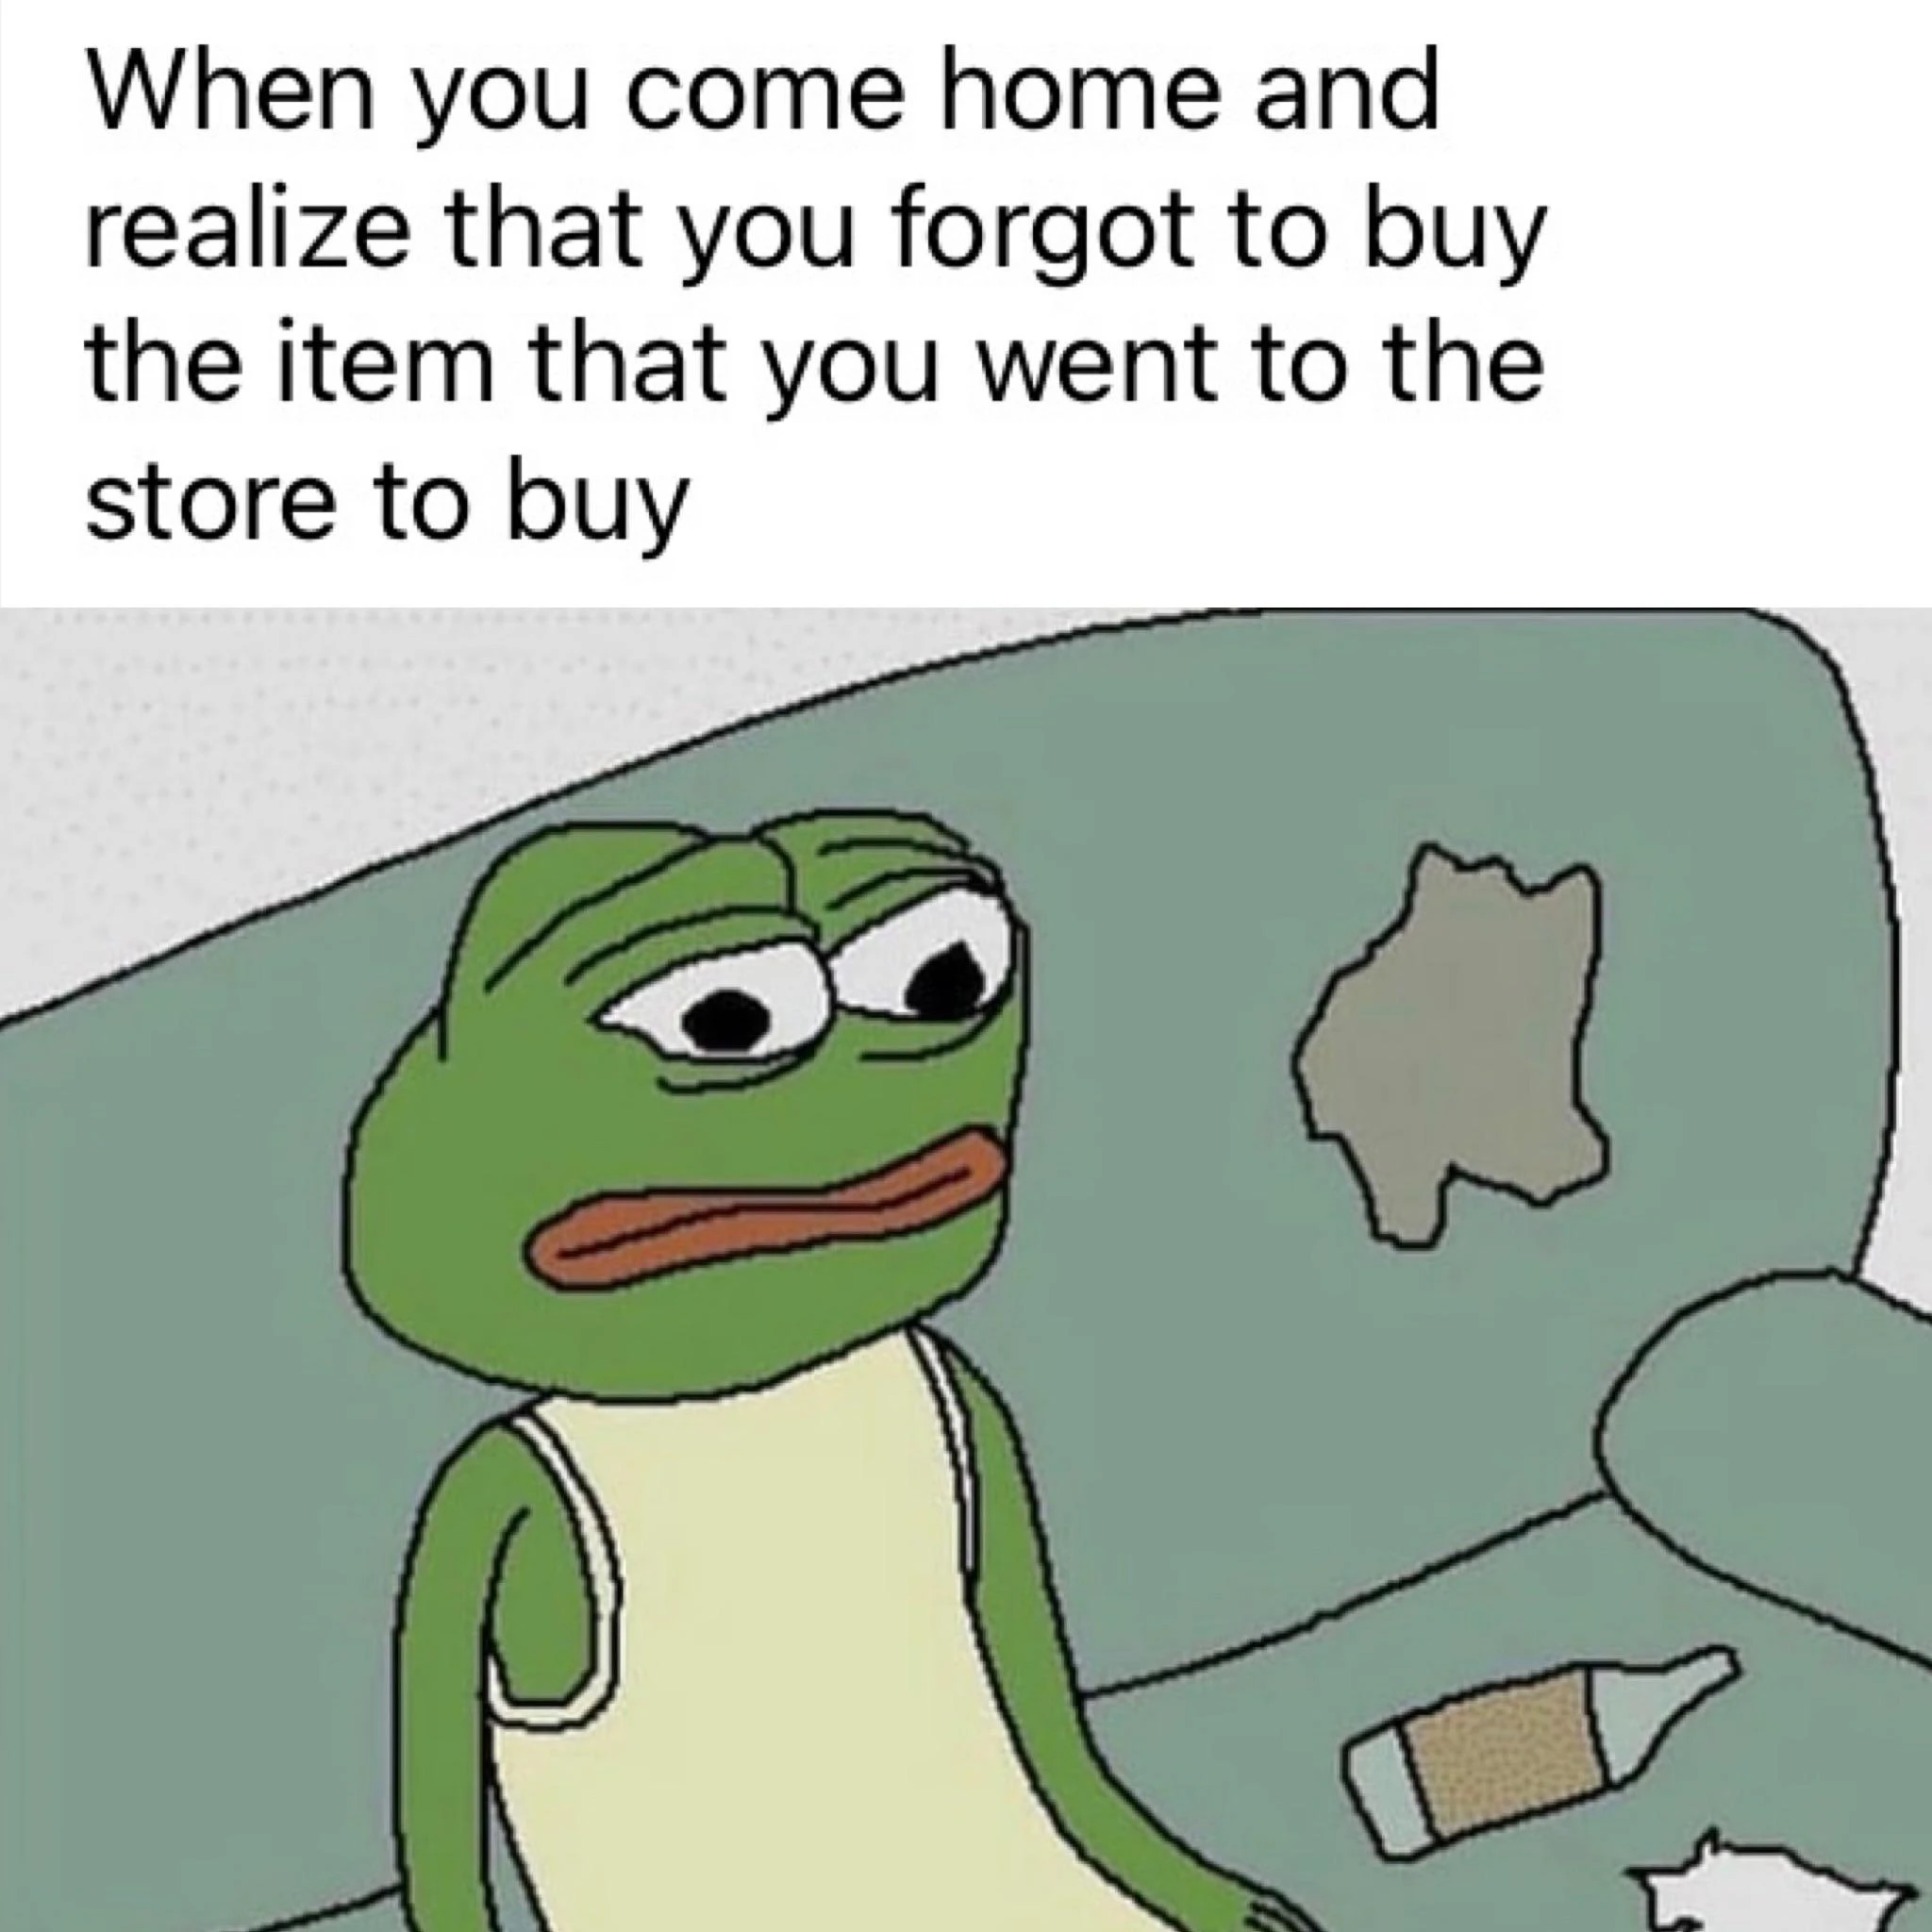 When you come home and
realize that you forgot to buy
the item that you went to the
store to buy